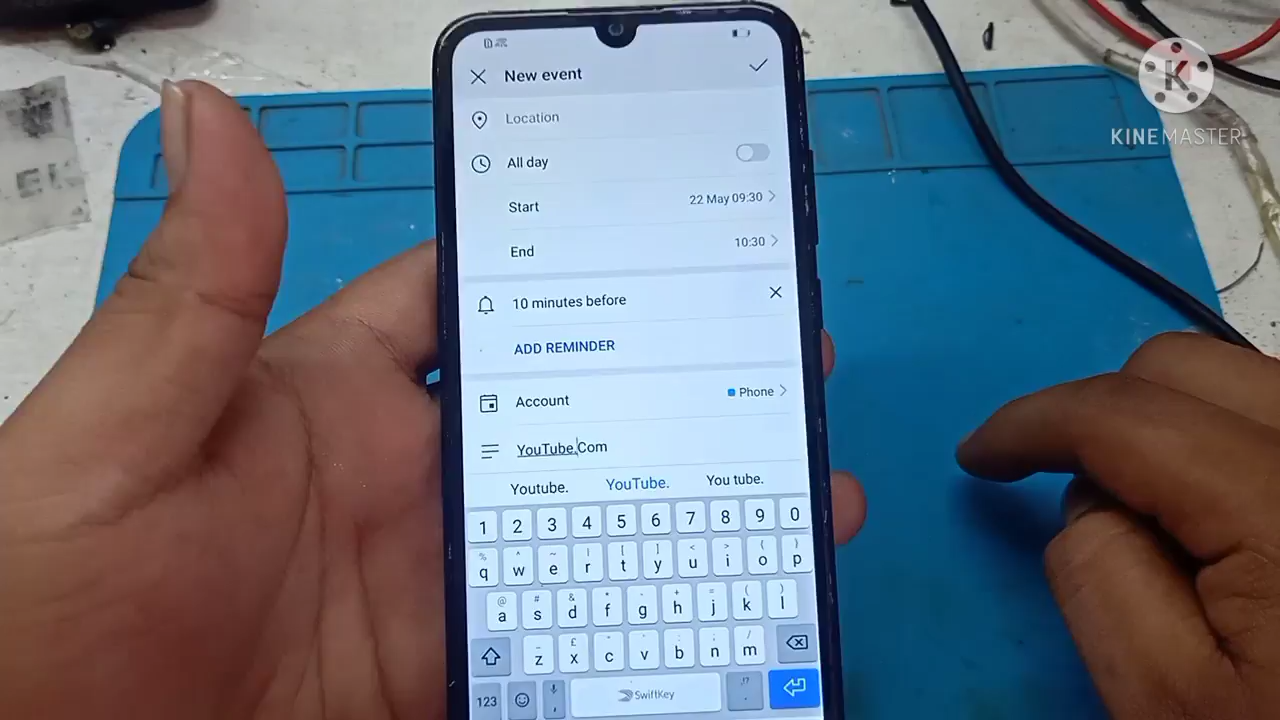 New event
Location
All day
Start
22 May 09:30
End
10:30
10 minutes before
ADD REMINDER
Account
Phone
YouTube.Com
Youtube. YouTube. You tube.
1 2 3 4 5 6 7 8 9 0
q w e r t y u i o p
a s d f g h j k l
z x c v b n m
123
SwiftKey
K
KINEMASTER